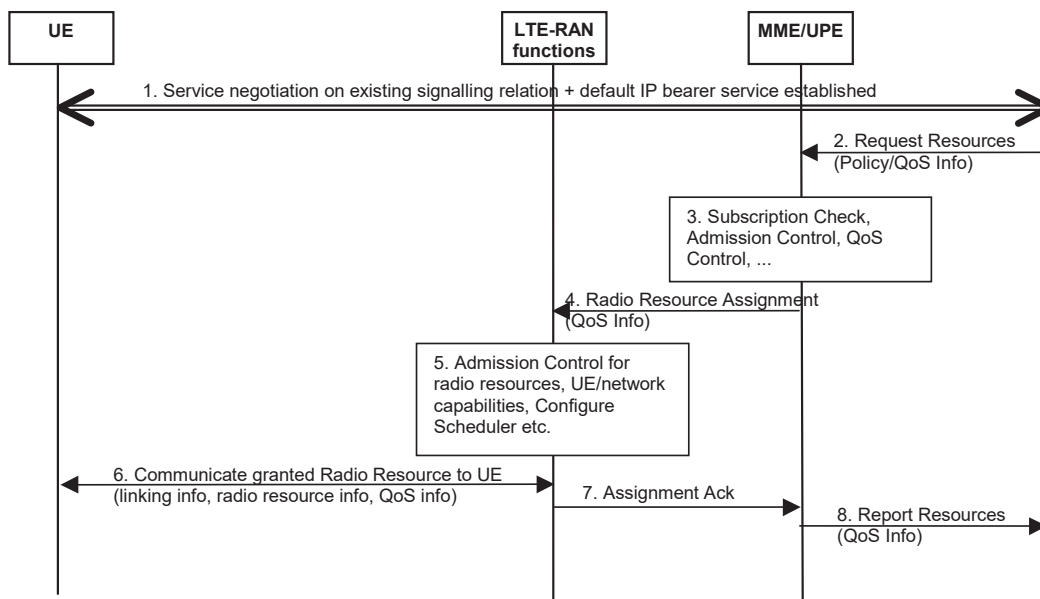 UE
LTE-RAN
functions
MME/UPE
1. Service negotiation on existing signalling relation + default IP bearer service established
2. Request Resources
(Policy/QoS Info)
3. Subscription Check,
Admission Control, QoS
Control, ...
4. Radio Resource Assignment
(QoS Info)
5. Admission Control for
radio resources, UE/network
capabilities, Configure
Scheduler etc.
6. Communicate granted Radio Resource to UE
(linking info, radio resource info, QoS info)
7. Assignment Ack
8. Report Resources
(QoS Info)